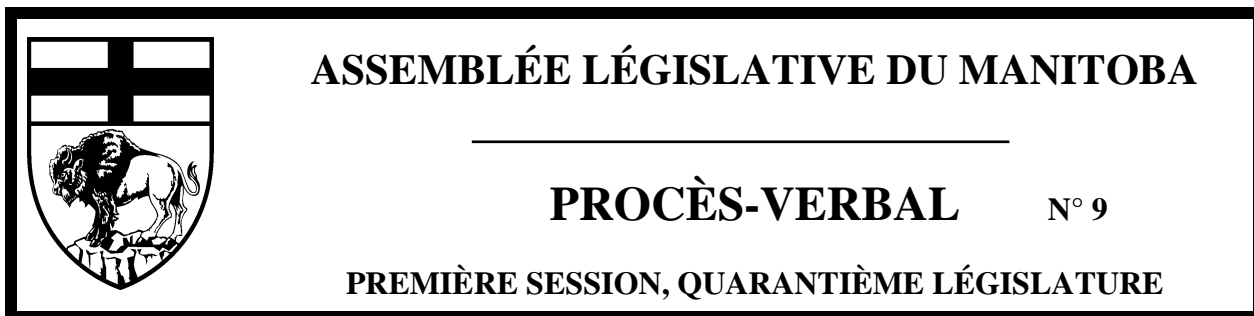 ASSEMBLÉE LÉGISLATIVE DU MANITOBA
PROCÈS-VERBAL N° 9
PREMIÈRE SESSION, QUARANTIÈME LÉGISLATURE